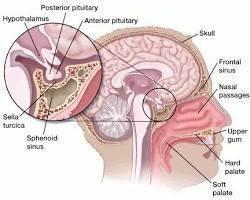 Posterior pituitary
Hypothalamus
Anterior pituitary
Skull
Frontal
sinus
Nasal
passages
Sella
turcica
Sphenoid
sinus
Upper
gum
Hard
palate
Soft
palate